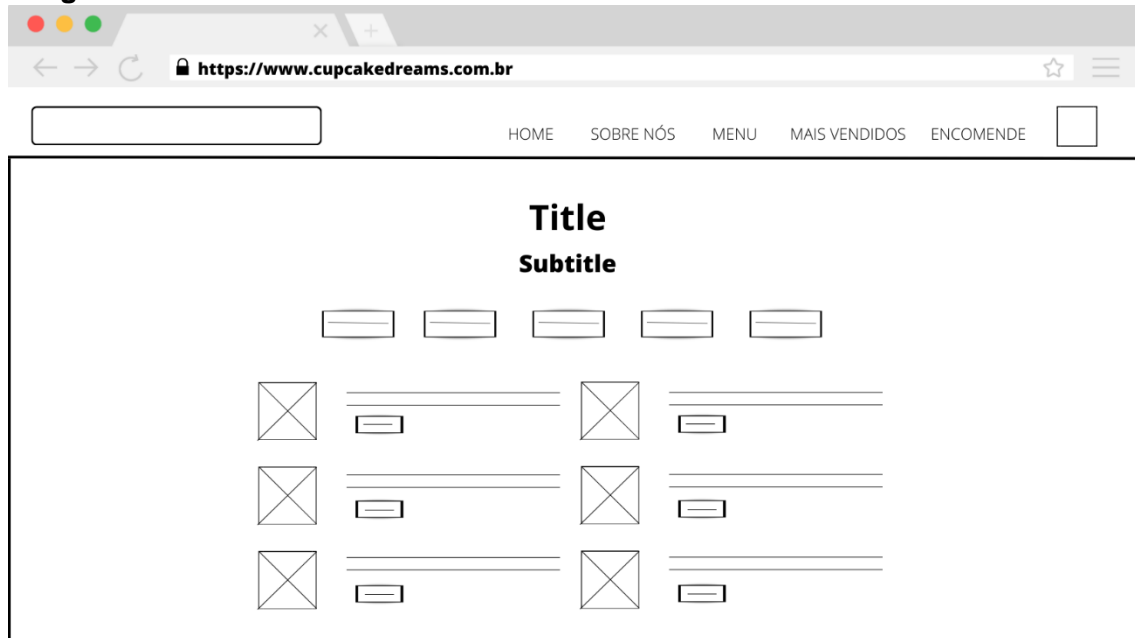 https://www.cupcakedreams.com.br
HOME SOBRE NÓS MENU MAIS VENDIDOS ENCOMENDE
Title
Subtitle